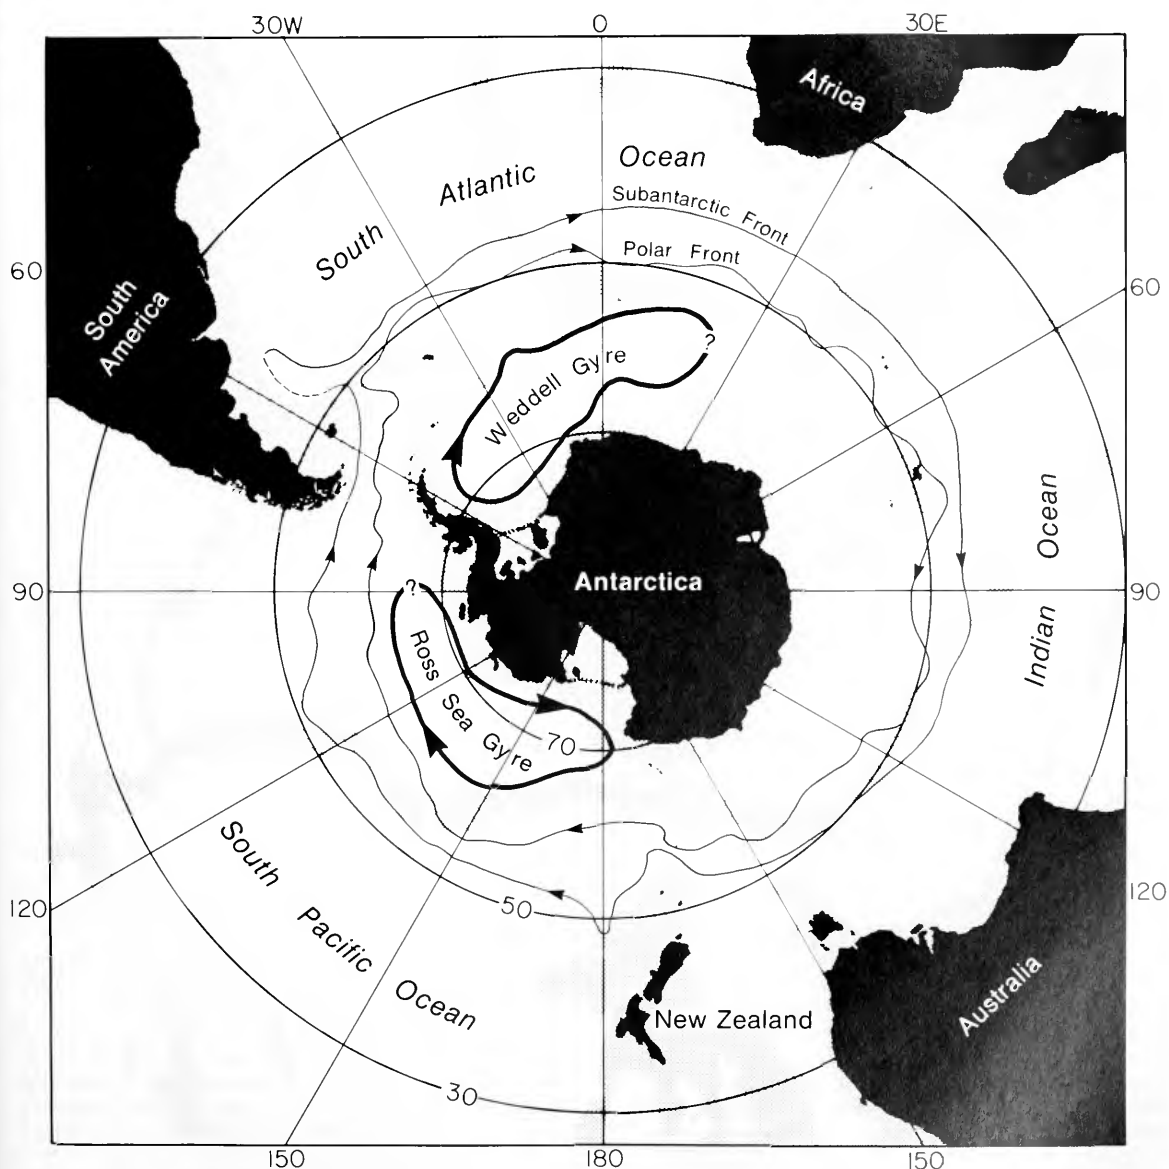 30W 0 30E
Africa
Ocean
Atlantic
South
Subantarctic Front
Polar Front
60
60
South
America
?
Weddell Gyre
Ocean
Indian
Antarctica
90
90
?
Ross Sea Gyre
70
South Pacific Ocean
120
120
50
Australia
New Zealand
30
150 180 150